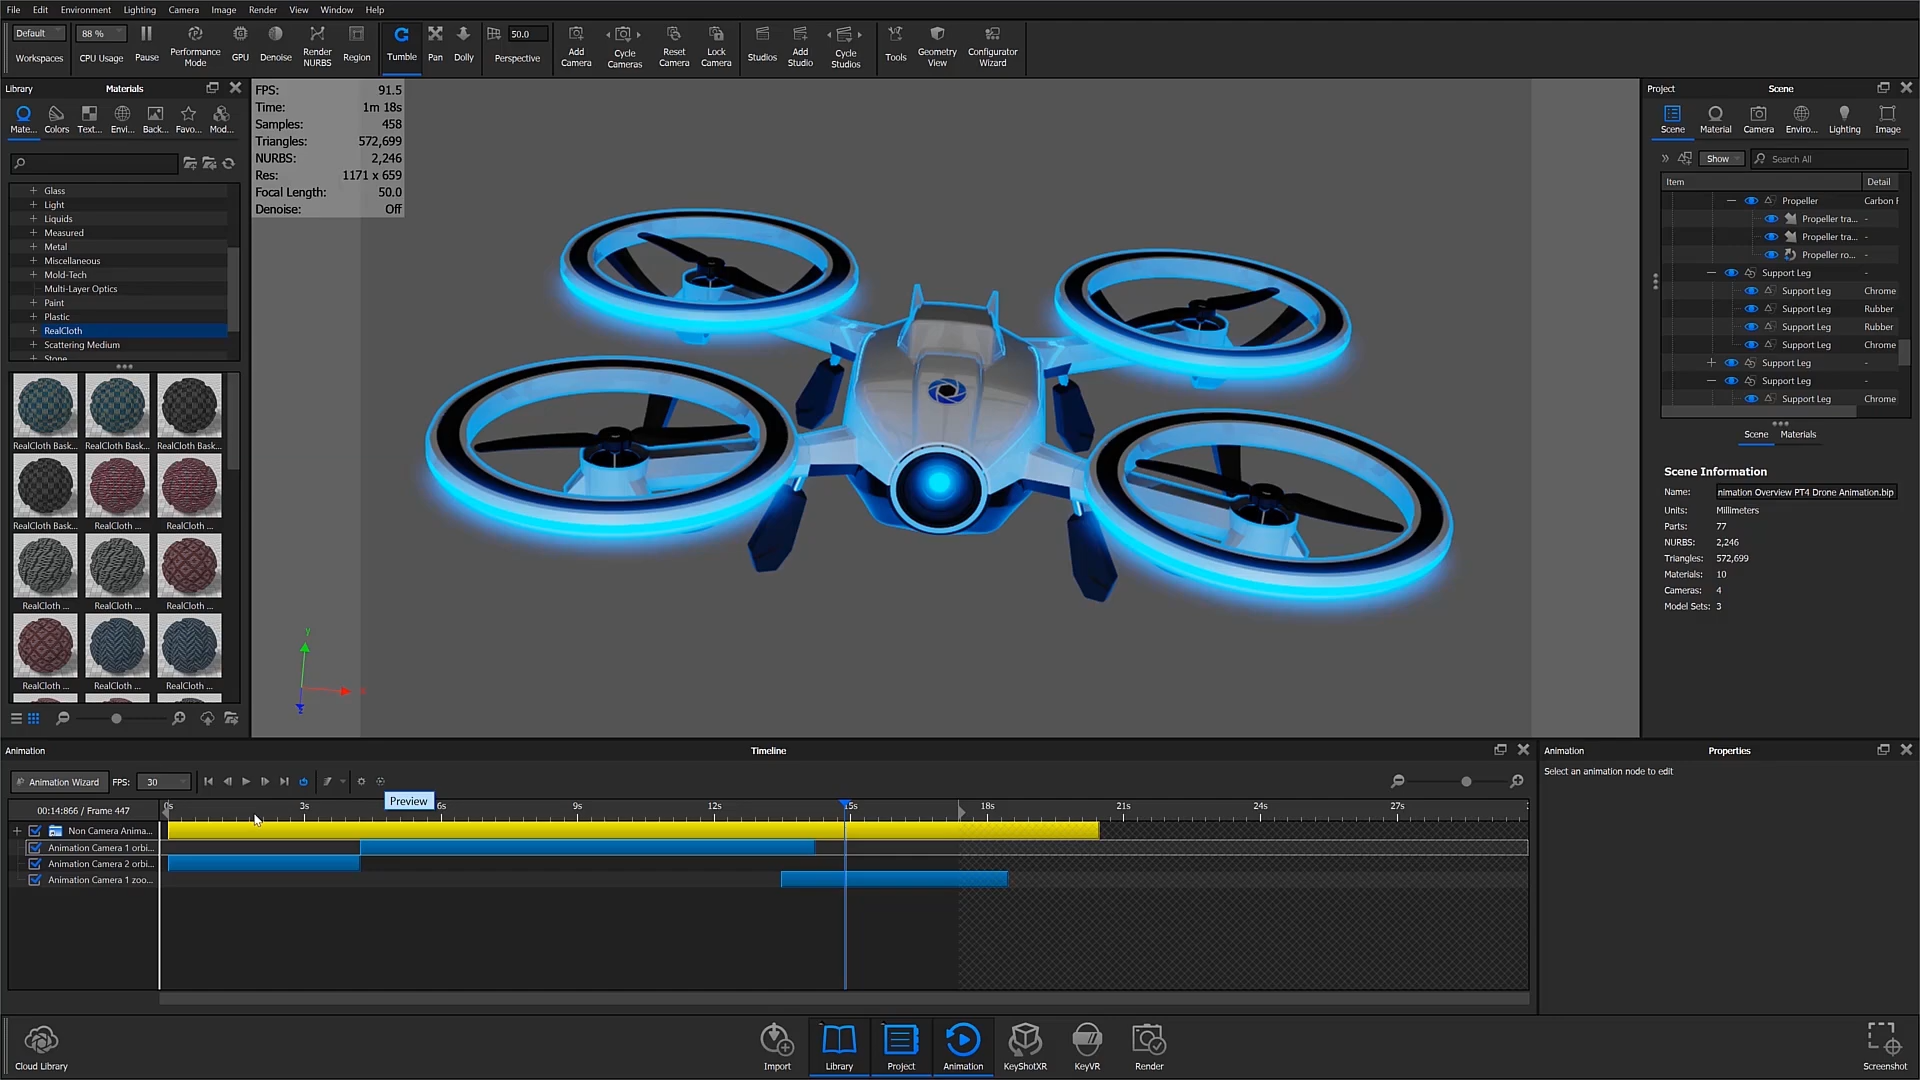 File Edit Environment Lighting Camera Image Render View Window Help
Default 88 % 50.0
Workspaces CPU Usage Pause Performance Mode GPU Denoise Render NURBS Region Tumble Pan Dolly Perspective Add Camera Cycle Cameras Reset Camera Lock Camera Studios Add Studio Cycle Studios Tools Geometry View Configurator Wizard
Library Materials
Mate... Colors Text... Envi... Back... Favo... Mod...
Glass
Light
Liquids
Measured
Metal
Miscellaneous
Mold-Tech
Multi-Layer Optics
Paint
Plastic
RealCloth
Scattering Medium
Stone
RealCloth Bask... RealCloth Bask... RealCloth Bask...
RealCloth Bask... RealCloth ... RealCloth ...
RealCloth ... RealCloth ... RealCloth ...
RealCloth ... RealCloth ... RealCloth ...
FPS: 91.5
Time: 1m 18s
Samples: 458
Triangles: 572,699
NURBS: 2,246
Res: 1171 x 659
Focal Length: 50.0
Denoise: Off
Y
Project Scene
Scene Material Camera Enviro... Lighting Image
Show Search All
Item Detail
Propeller Carbon F
Propeller tra... -
Propeller tra... -
Propeller ro... -
Support Leg -
Support Leg Chrome
Support Leg Rubber
Support Leg Rubber
Support Leg Chrome
Support Leg -
Support Leg -
Support Leg Chrome
Scene Materials
Scene Information
Name: nimation Overview PT4 Drone Animation.bip
Units: Millimeters
Parts: 77
NURBS: 2,246
Triangles: 572,699
Materials: 10
Cameras: 4
Model Sets: 3
Animation Timeline
Animation Wizard FPS: 30
Preview
00:14:866 / Frame 447
0s 3s 6s 9s 12s 15s 18s 21s 24s 27s
Non Camera Anima...
Animation Camera 1 orbi...
Animation Camera 2 orbi...
Animation Camera 1 zoo...
Animation Properties
Select an animation node to edit
Cloud Library Import Library Project Animation KeyShotXR KeyVR Render Screenshot